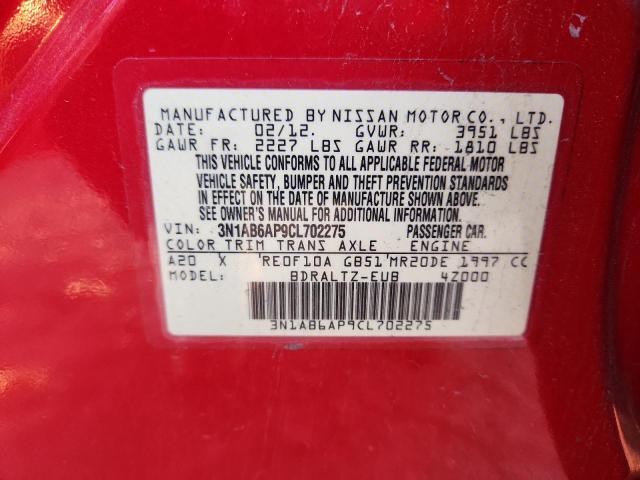 MANUFACTURED BY NISSAN MOTOR CO., LTD.
DATE: 02/12. GVWR: 3951 LBS
GAWR FR: 2227 LBS GAWR RR: 1810 LBS
THIS VEHICLE CONFORMS TO ALL APPLICABLE FEDERAL MOTOR
VEHICLE SAFETY, BUMPER AND THEFT PREVENTION STANDARDS
IN EFFECT ON THE DATE OF MANUFACTURE SHOWN ABOVE.
SEE OWNER'S MANUAL FOR ADDITIONAL INFORMATION.
VIN: 3N1AB6AP9CL702275 PASSENGER CAR.
COLOR TRIM TRANS AXLE ENGINE
A20 X RE0F10A GB51 MR20DE 1997 CC
MODEL: BDRALTZ-EUB 4Z000
3N1AB6AP9CL702275